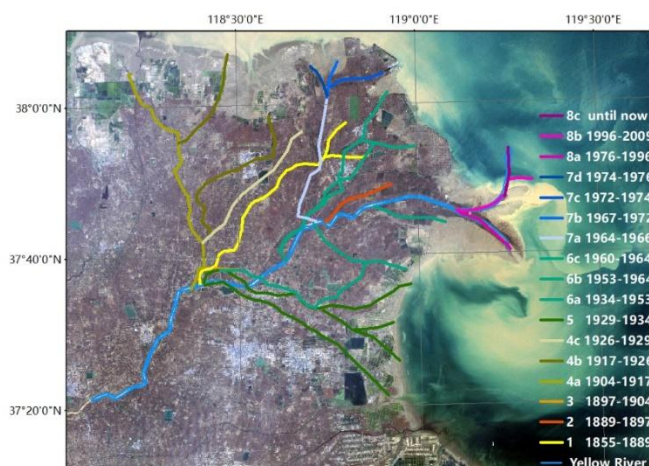 118°30'0"E
119°0'0"E
119°30'0"E
38°0'0"N
37°40'0"N
37°20'0"N
8c until now
8b 1996-2009
8a 1976-1996
7d 1974-1976
7c 1972-1974
7b 1967-1972
7a 1964-1966
6c 1960-1964
6b 1953-1964
6a 1934-1953
5 1929-1934
4c 1926-1929
4b 1917-1926
4a 1904-1917
3 1897-1904
2 1889-1897
1 1855-1889
Yellow River